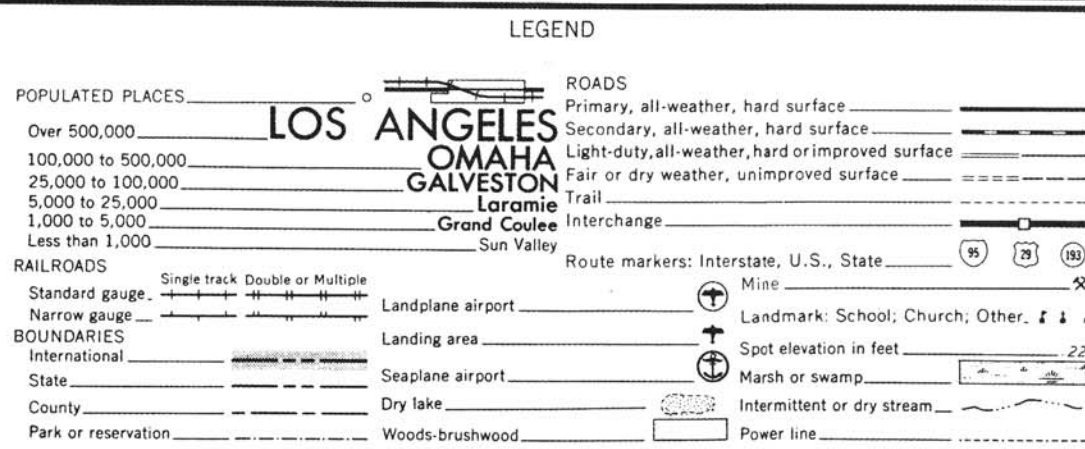 LEGEND
POPULATED PLACES
Over 500,000 LOS ANGELES
100,000 to 500,000 OMAHA
25,000 to 100,000 GALVESTON
5,000 to 25,000 Laramie
1,000 to 5,000 Grand Coulee
Less than 1,000 Sun Valley
ROADS
Primary, all-weather, hard surface
Secondary, all-weather, hard surface
Light-duty, all-weather, hard or improved surface
Fair or dry weather, unimproved surface
Trail
Interchange
Route markers: Interstate, U.S., State 95 29 193
RAILROADS
Single track Double or Multiple
Standard gauge
Narrow gauge
BOUNDARIES
International
State
County
Park or reservation
Landplane airport
Landing area
Seaplane airport
Dry lake
Woods-brushwood
Mine
Landmark: School; Church; Other
Spot elevation in feet 22
Marsh or swamp
Intermittent or dry stream
Power line